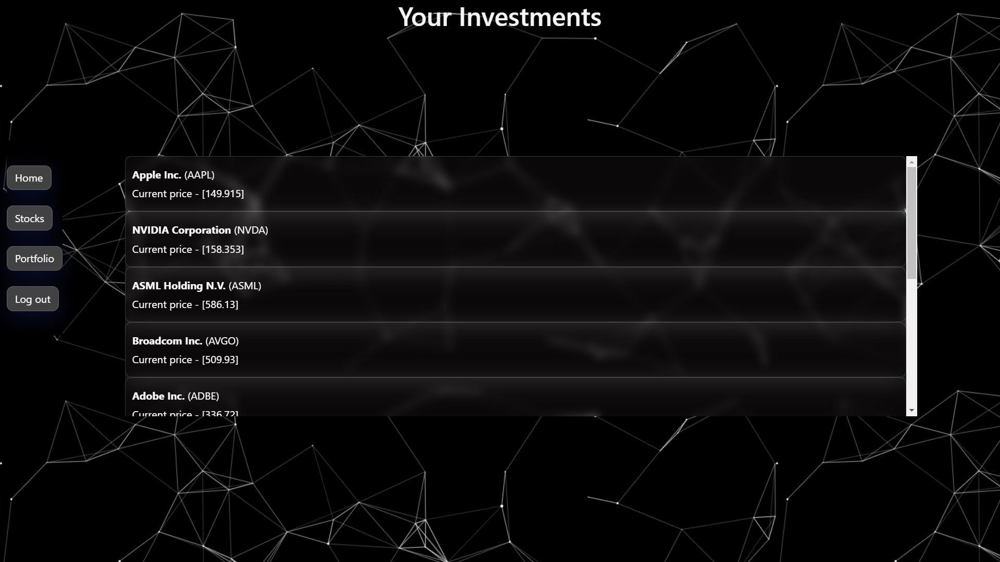 Your Investments
Home
Stocks
Portfolio
Log out
Apple Inc. (AAPL)
Current price - [149.915]
NVIDIA Corporation (NVDA)
Current price - [158.353]
ASML Holding N.V. (ASML)
Current price - [586.13]
Broadcom Inc. (AVGO)
Current price - [509.93]
Adobe Inc. (ADBE)
Current price - [336.72]